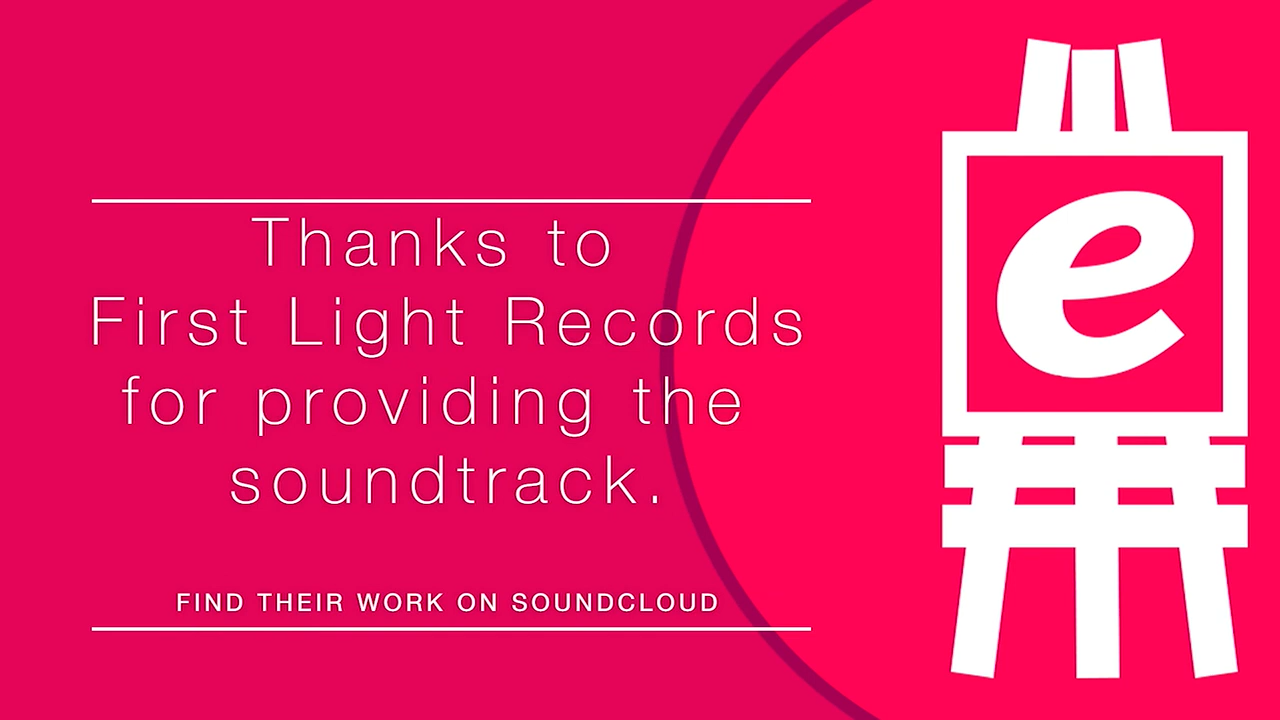 Thanks to
First Light Records
for providing the
soundtrack.
FIND THEIR WORK ON SOUNDCLOUD
e